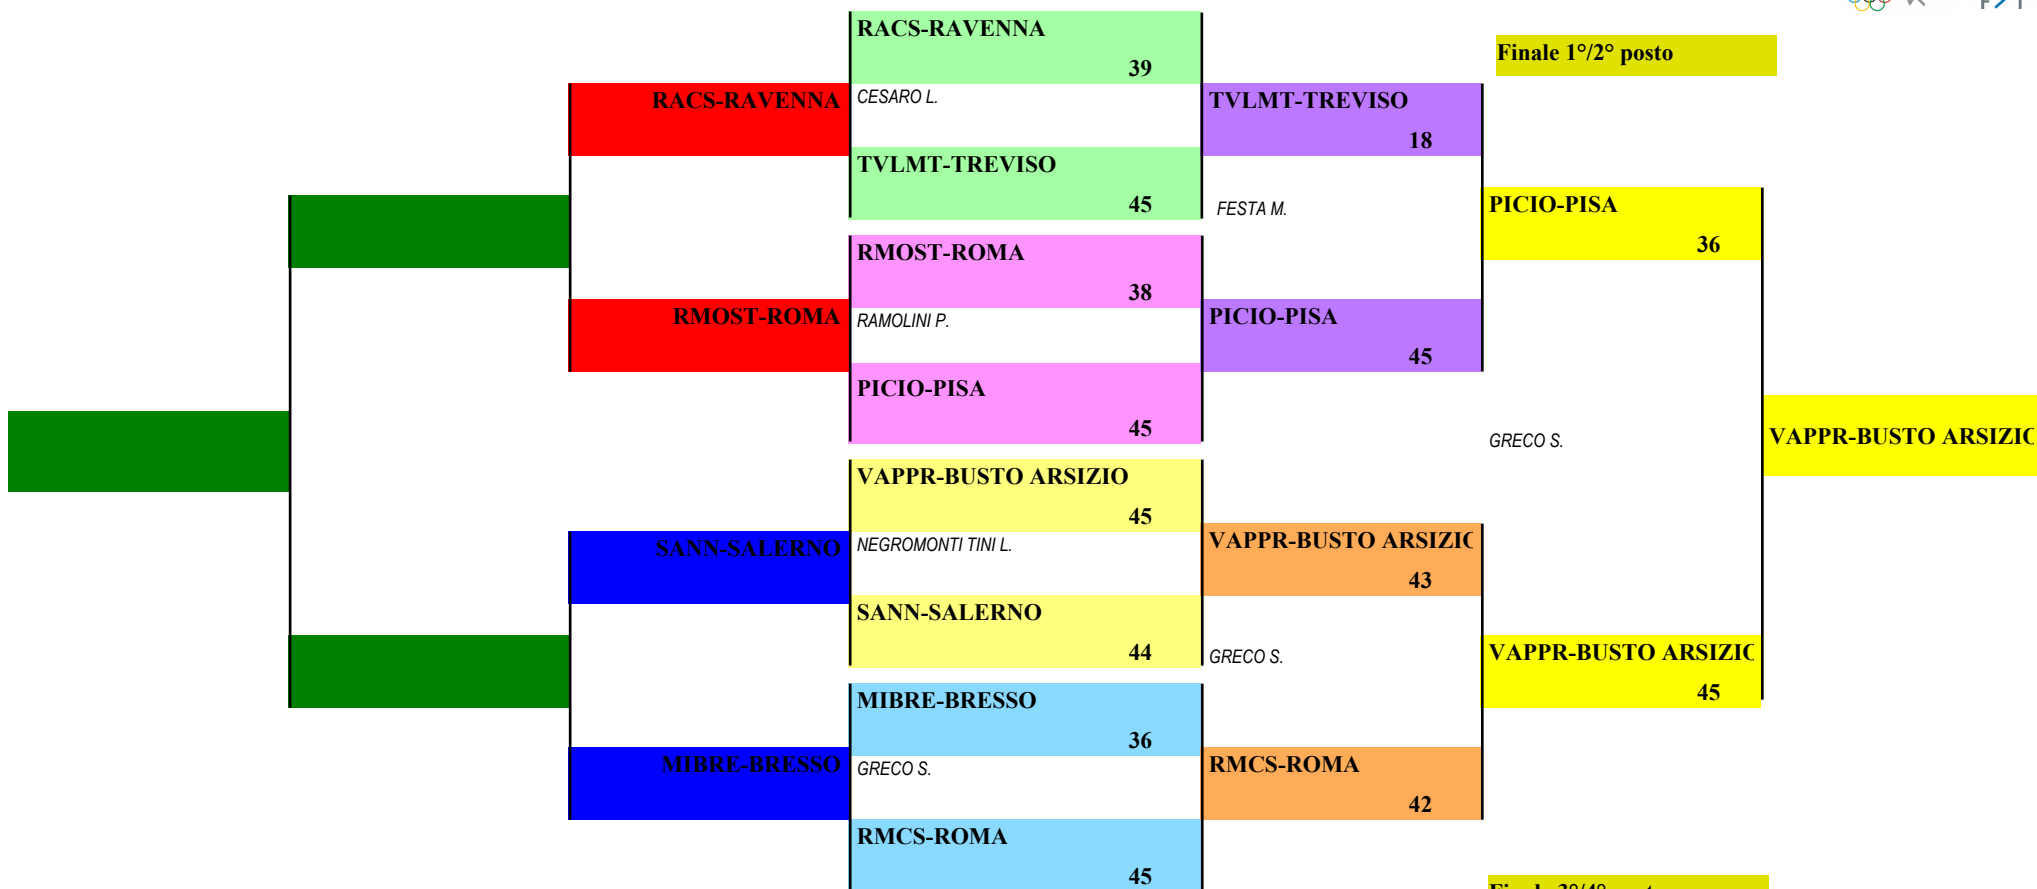 RACS-RAVENNA
39
Finale 1°/2° posto
RACS-RAVENNA
CESARO L.
TVLMT-TREVISO
18
TVLMT-TREVISO
45
FESTA M.
PICIO-PISA
36
RMOST-ROMA
38
RMOST-ROMA
RAMOLINI P.
PICIO-PISA
45
PICIO-PISA
45
GRECO S.
VAPPR-BUSTO ARSIZIO
VAPPR-BUSTO ARSIZIO
45
SANN-SALERNO
NEGROMONTI TINI L.
VAPPR-BUSTO ARSIZIO
43
SANN-SALERNO
44
GRECO S.
VAPPR-BUSTO ARSIZIO
45
MIBRE-BRESSO
36
MIBRE-BRESSO
GRECO S.
RMCS-ROMA
42
RMCS-ROMA
45